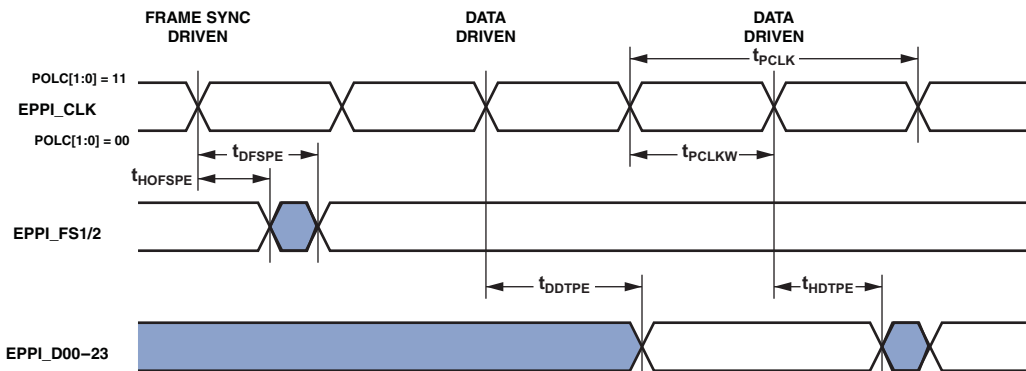 FRAME SYNC
DRIVEN
DATA
DRIVEN
DATA
DRIVEN
tPCLK
POLC[1:0] = 11
EPPI_CLK
POLC[1:0] = 00
tDFSPE
tPCLKW
tHOFSPE
EPPI_FS1/2
tDDTPE
tHDTPE
EPPI_D00–23